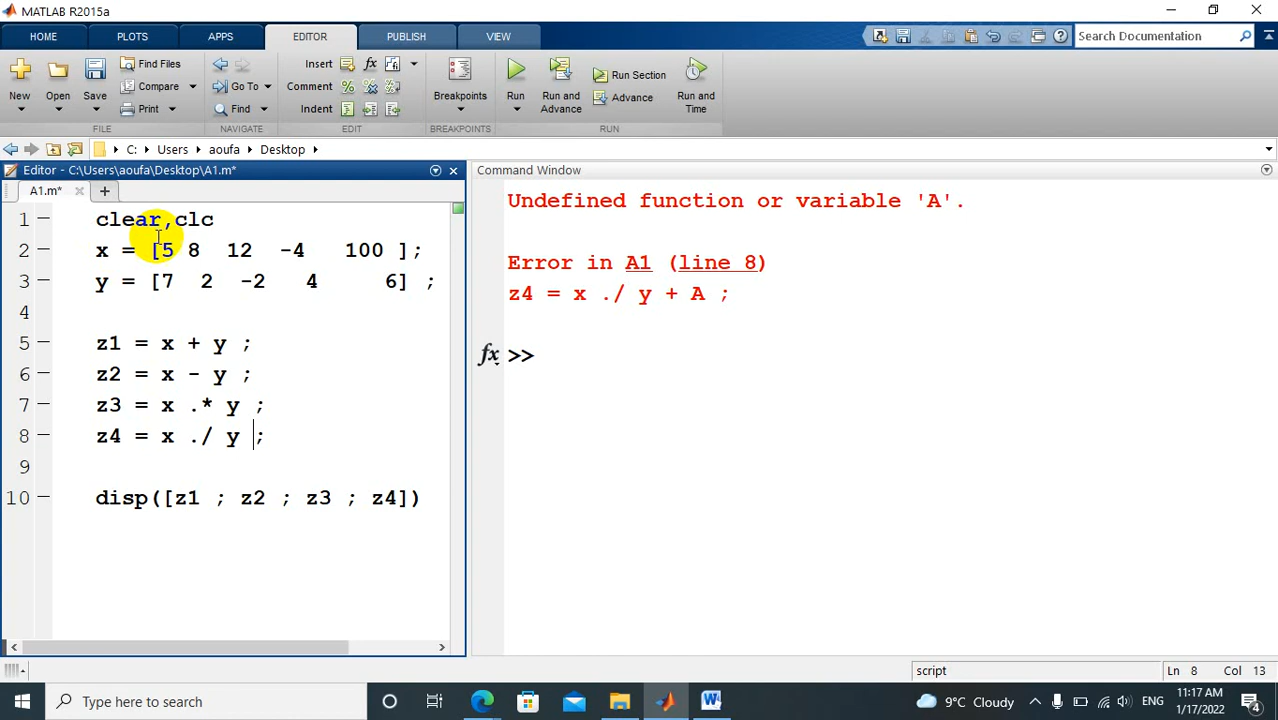 MATLAB R2015a
HOME PLOTS APPS EDITOR PUBLISH VIEW Search Documentation
New Open Save Find Files Compare Print
Go To Find
Insert Comment Indent fx
Breakpoints
Run Run and Advance Run Section Advance Run and Time
FILE NAVIGATE EDIT BREAKPOINTS RUN
C: Users aoufa Desktop
Editor - C:\Users\aoufa\Desktop\A1.m*
A1.m*
1 clear,clc
2 x = [5 8 12 -4 100 ];
3 y = [7 2 -2 4 6] ;
4
5 z1 = x + y ;
6 z2 = x - y ;
7 z3 = x .* y ;
8 z4 = x ./ y ;
9
10 disp([z1 ; z2 ; z3 ; z4])
Command Window
Undefined function or variable 'A'.
Error in A1 (line 8)
z4 = x ./ y + A ;
fx >>
script Ln 8 Col 13
Type here to search
9°C Cloudy ENG 11:17 AM 1/17/2022 4